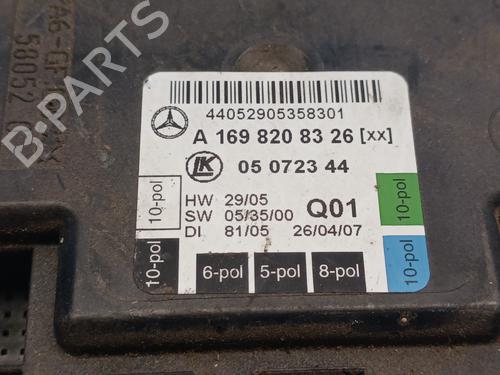 44052905358301
A 169 820 83 26 [xx]
LK
05 0723 44
HW 29/05
SW 05/35/00
DI 81/05 26/04/07
Q01
10-pol
10-pol
10-pol
10-pol
6-pol
5-pol
8-pol
58052
B-PARTS